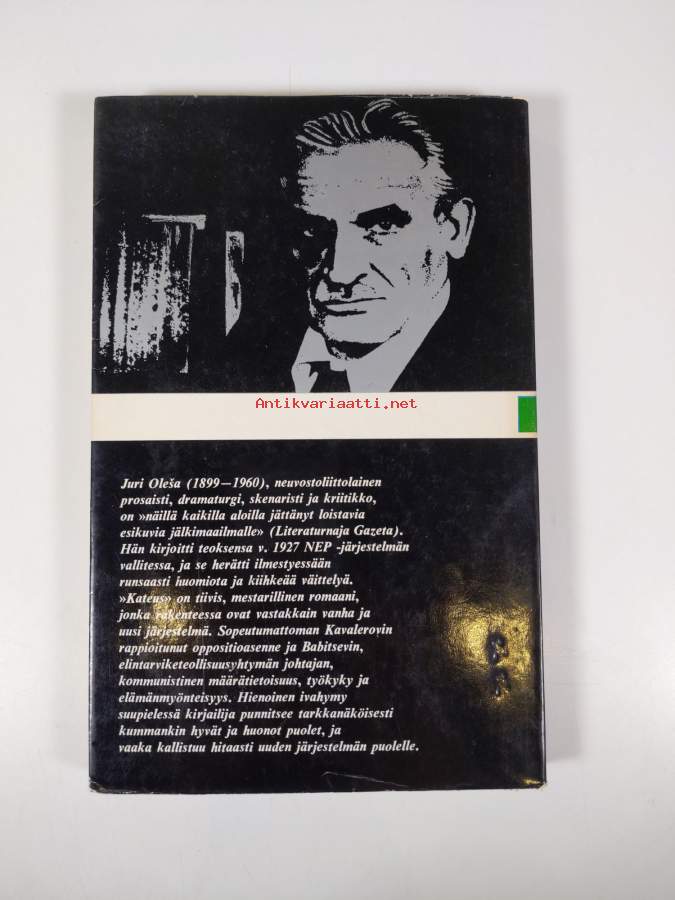 Antikvariaatti.net
Juri Oleša (1899—1960), neuvostoliittolainen
prosaisti, dramaturgi, skenaristi ja kriitikko,
on »näillä kaikilla aloilla jättänyt loistavia
esikuvia jälkimaailmalle» (Literaturnaja Gazeta).
Hän kirjoitti teoksensa v. 1927 NEP -järjestelmän
vallitessa, ja se herätti ilmestyessään
runsaasti huomiota ja kiihkeää väittelyä.
»Kateus» on tiivis, mestarillinen romaani,
jonka rakenteessa ovat vastakkain vanha ja
uusi järjestelmä. Sopeutumattoman Kavalerovin
rappioitunut oppositioasenne ja Babitsevin,
elintarviketeollisuusyhtymän johtajan,
kommunistinen määrätietoisuus, työkyky ja
elämänmyönteisyys. Hienoinen ivahymy
suupielessä kirjailija punnitsee tarkkanäköisesti
kummankin hyvät ja huonot puolet, ja
vaaka kallistuu hitaasti uuden järjestelmän puolelle.